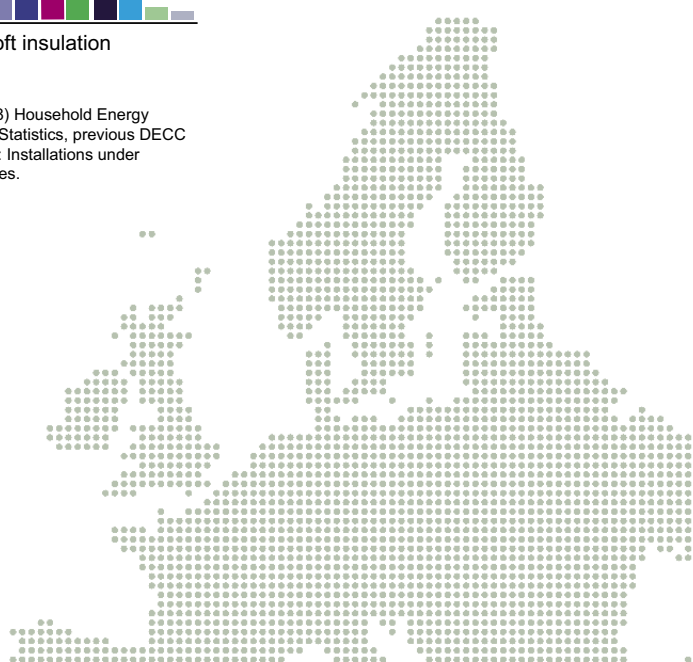 oft insulation
3) Household Energy
Statistics, previous DECC
: Installations under
es.